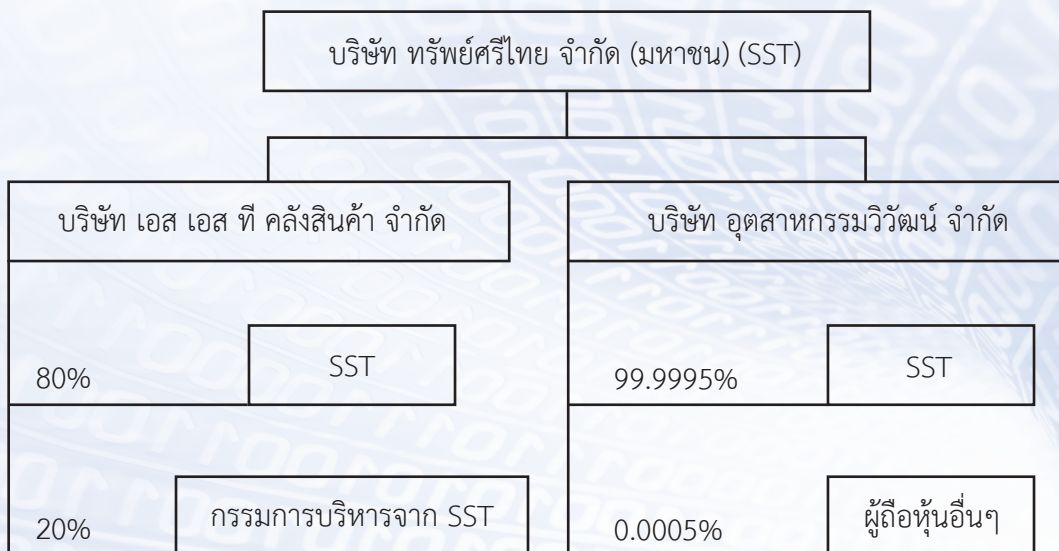 บริษัท ทรัพย์ศรีไทย จำกัด (มหาชน) (SST)
บริษัท เอส เอส ที คลังสินค้า จำกัด
บริษัท อุตสาหกรรมวิวัฒน์ จำกัด
80%
SST
99.9995%
SST
20%
กรรมการบริหารจาก SST
0.0005%
ผู้ถือหุ้นอื่นๆ